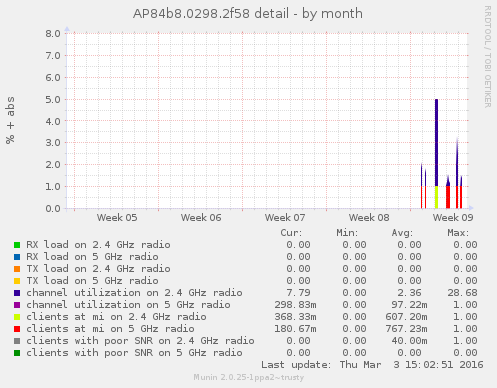 AP84b8.0298.2f58 detail - by month
RRDTOOL / TOBI OETIKER
% + abs
8.0
7.0
6.0
5.0
4.0
3.0
2.0
1.0
0.0
Week 05 Week 06 Week 07 Week 08 Week 09
Cur: Min: Avg: Max:
RX load on 2.4 GHz radio 0.00 0.00 0.00 0.00
RX load on 5 GHz radio 0.00 0.00 0.00 0.00
TX load on 2.4 GHz radio 0.00 0.00 0.00 0.00
TX load on 5 GHz radio 0.00 0.00 0.00 0.00
channel utilization on 2.4 GHz radio 7.79 0.00 2.36 28.68
channel utilization on 5 GHz radio 298.83m 0.00 97.22m 1.00
clients at mi on 2.4 GHz radio 368.33m 0.00 607.20m 1.00
clients at mi on 5 GHz radio 180.67m 0.00 767.23m 1.00
clients with poor SNR on 2.4 GHz radio 0.00 0.00 40.00m 1.00
clients with poor SNR on 5 GHz radio 0.00 0.00 0.00 0.00
Last update: Thu Mar 3 15:02:51 2016
Munin 2.0.25-1ppa2~trusty